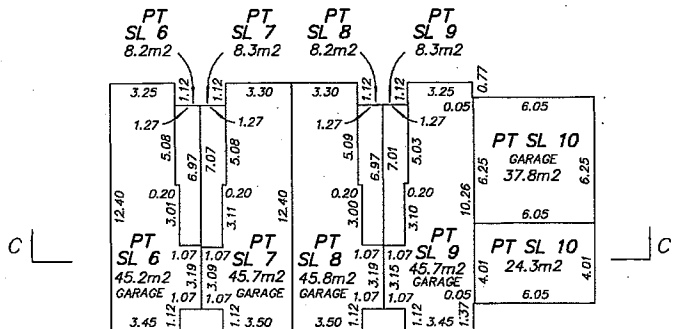 PT SL 6 8.2m2
PT SL 7 8.3m2
PT SL 8 8.2m2
PT SL 9 8.3m2
3.25 1.12 1.12 3.30 3.30 1.12 1.12 3.25 0.77
1.27 1.27 1.27 1.27 0.05 6.05
5.08 6.97 7.07 5.08 5.09 6.97 7.01 5.03
PT SL 10
GARAGE
37.8m2
6.25 6.25
12.40 0.20 0.20 12.40 0.20 0.20 10.26
3.01 3.11 3.00 3.10
6.05
C C
PT SL 6 45.2m2 GARAGE
1.07 1.07 3.19 3.09 1.07 1.07
PT SL 7 45.7m2 GARAGE
PT SL 8 45.8m2 GARAGE
1.07 1.07 3.19 3.15 1.07 1.07
PT SL 9 45.7m2 GARAGE
PT SL 10
24.3m2
4.01 4.01
0.05 6.05
3.45 1.12 1.12 3.50 3.50 1.12 1.12 3.45 1.37